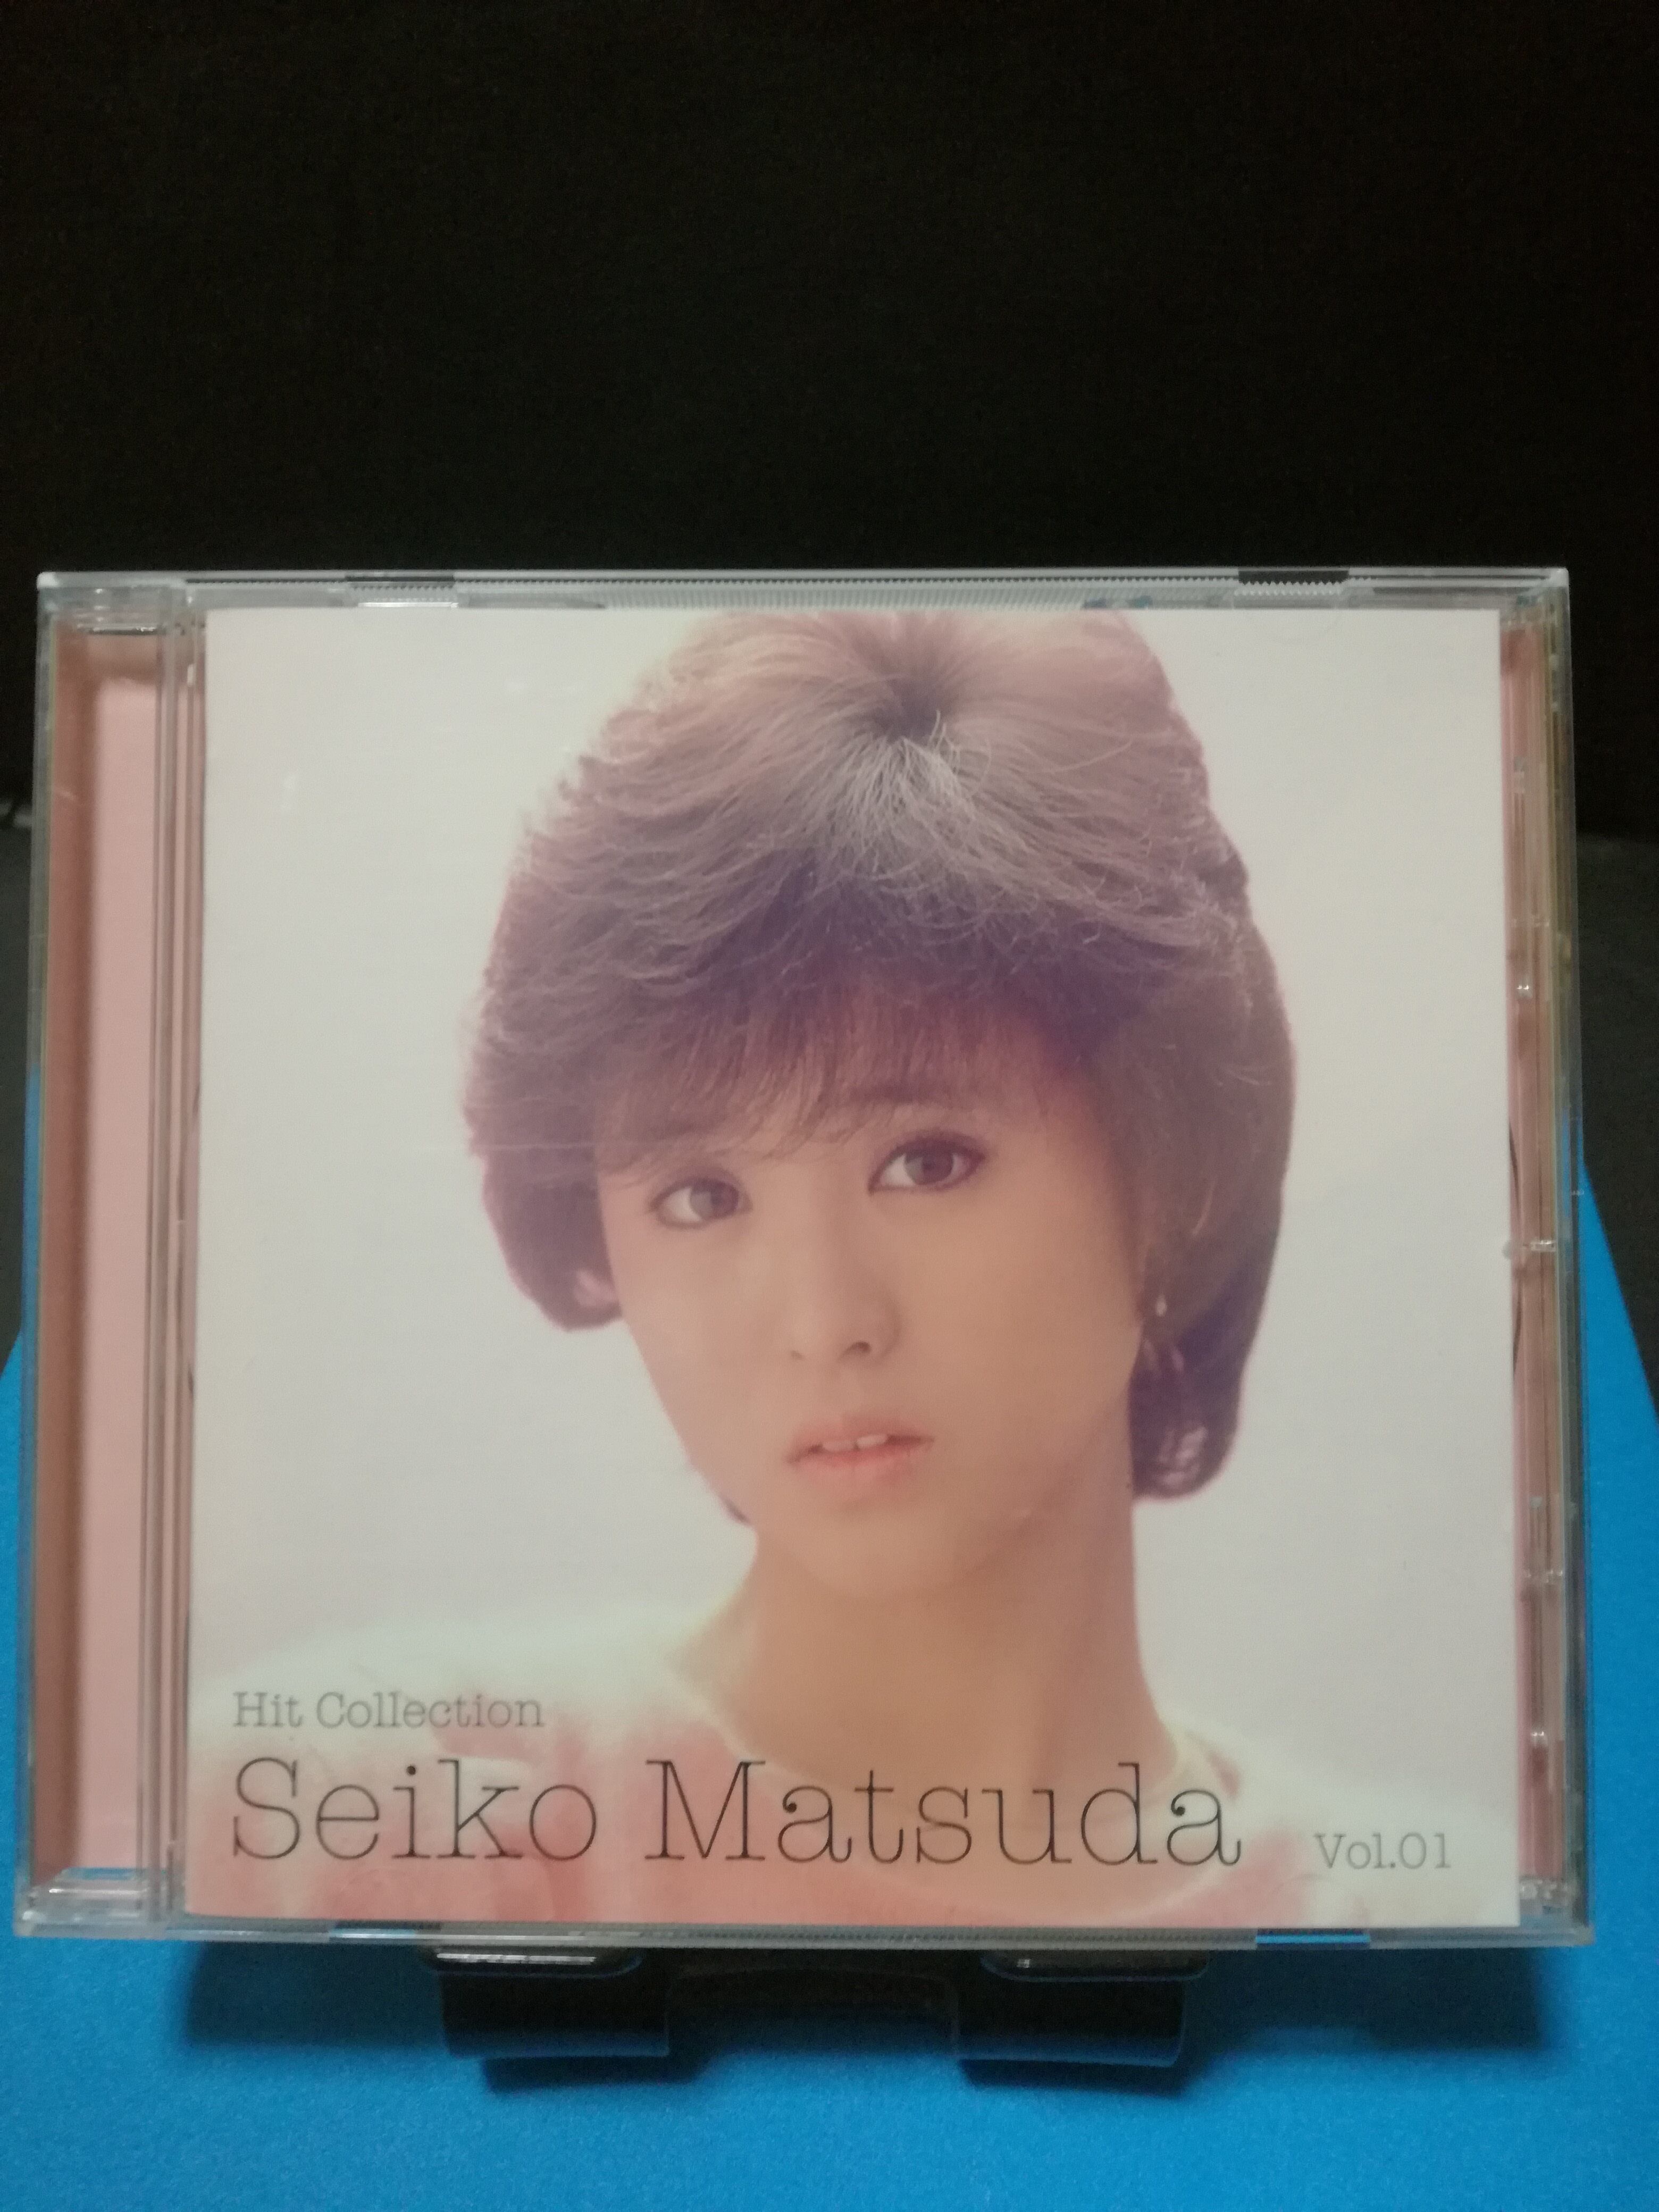 Hit Collection
Seiko Matsuda Vol.01